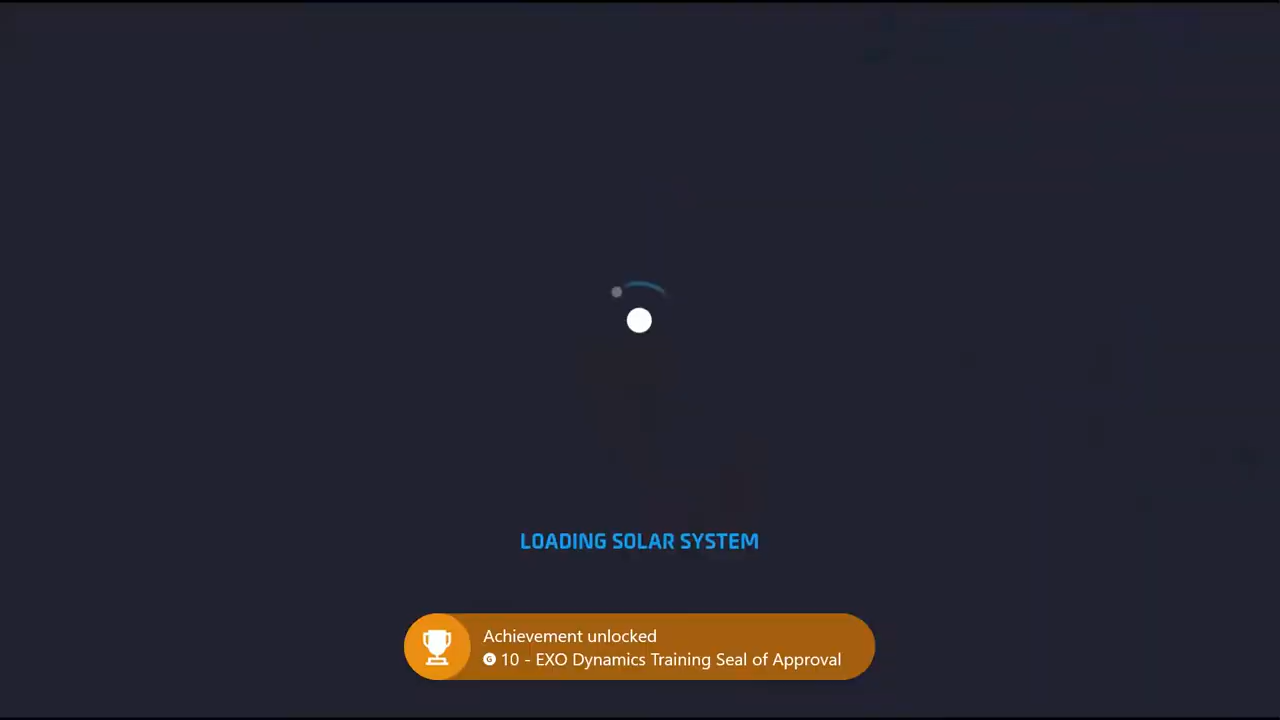 LOADING SOLAR SYSTEM
Achievement unlocked
G 10 - EXO Dynamics Training Seal of Approval